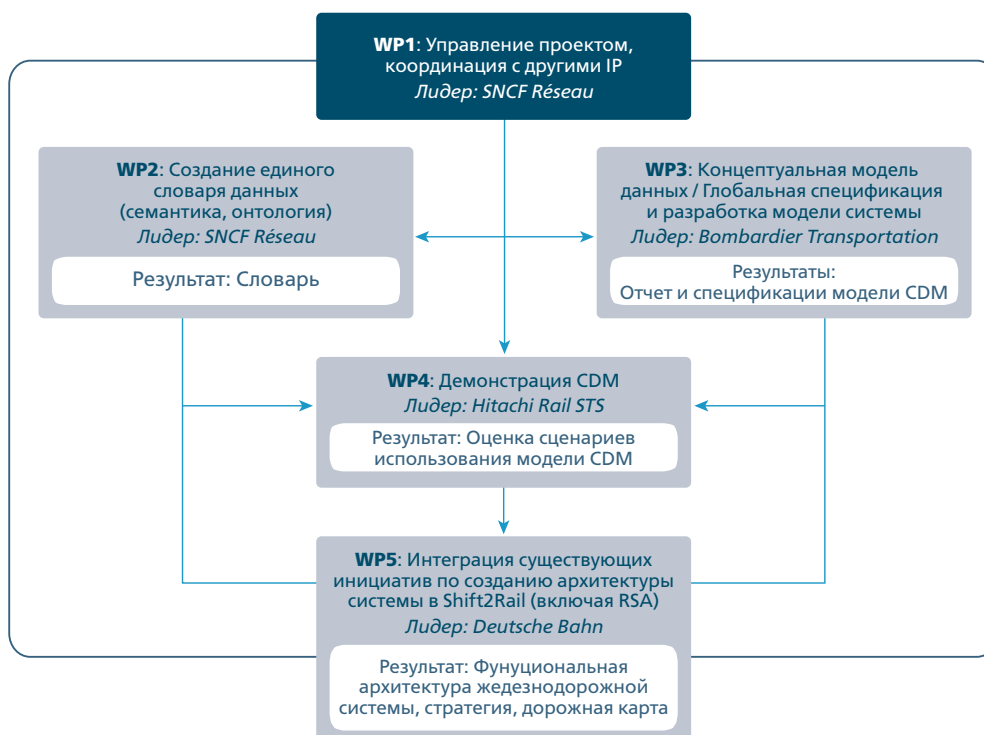 WP1: Управление проектом,
координация с другими IP
Лидер: SNCF Réseau
WP2: Создание единого
словаря данных
(семантика, онтология)
Лидер: SNCF Réseau
Результат: Словарь
WP3: Концептуальная модель
данных / Глобальная спецификация
и разработка модели системы
Лидер: Bombardier Transportation
Результаты:
Отчет и спецификации модели CDM
WP4: Демонстрация CDM
Лидер: Hitachi Rail STS
Результат: Оценка сценариев
использования модели CDM
WP5: Интеграция существующих
инициатив по созданию архитектуры
системы в Shift2Rail (включая RSA)
Лидер: Deutsche Bahn
Результат: Фунуциональная
архитектура железнодорожной
системы, стратегия, дорожная карта